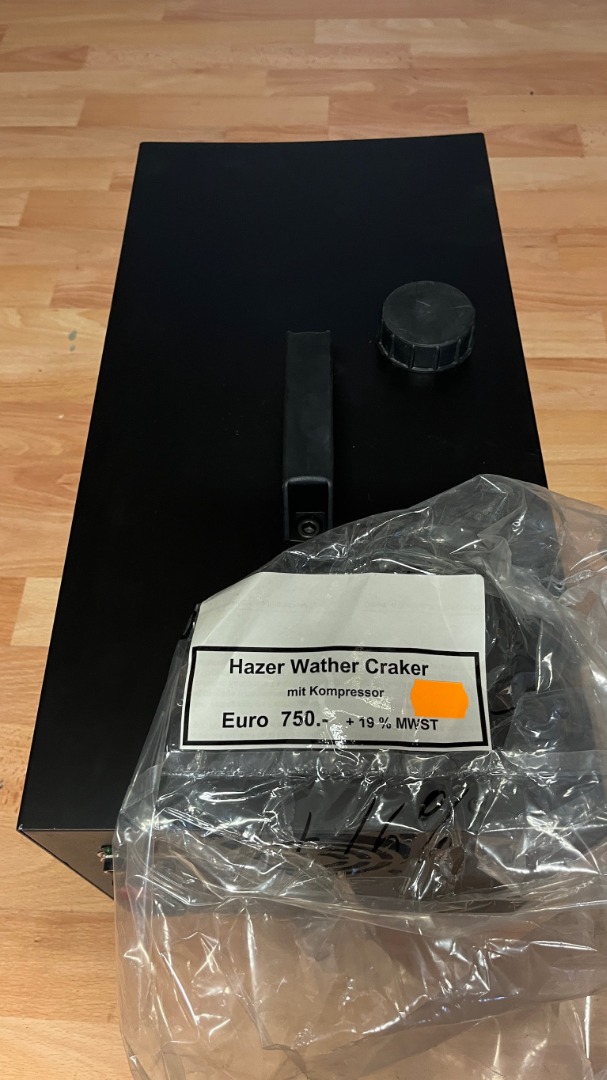 Hazer Wather Craker
mit Kompressor
Euro 750.- + 19 % MWST